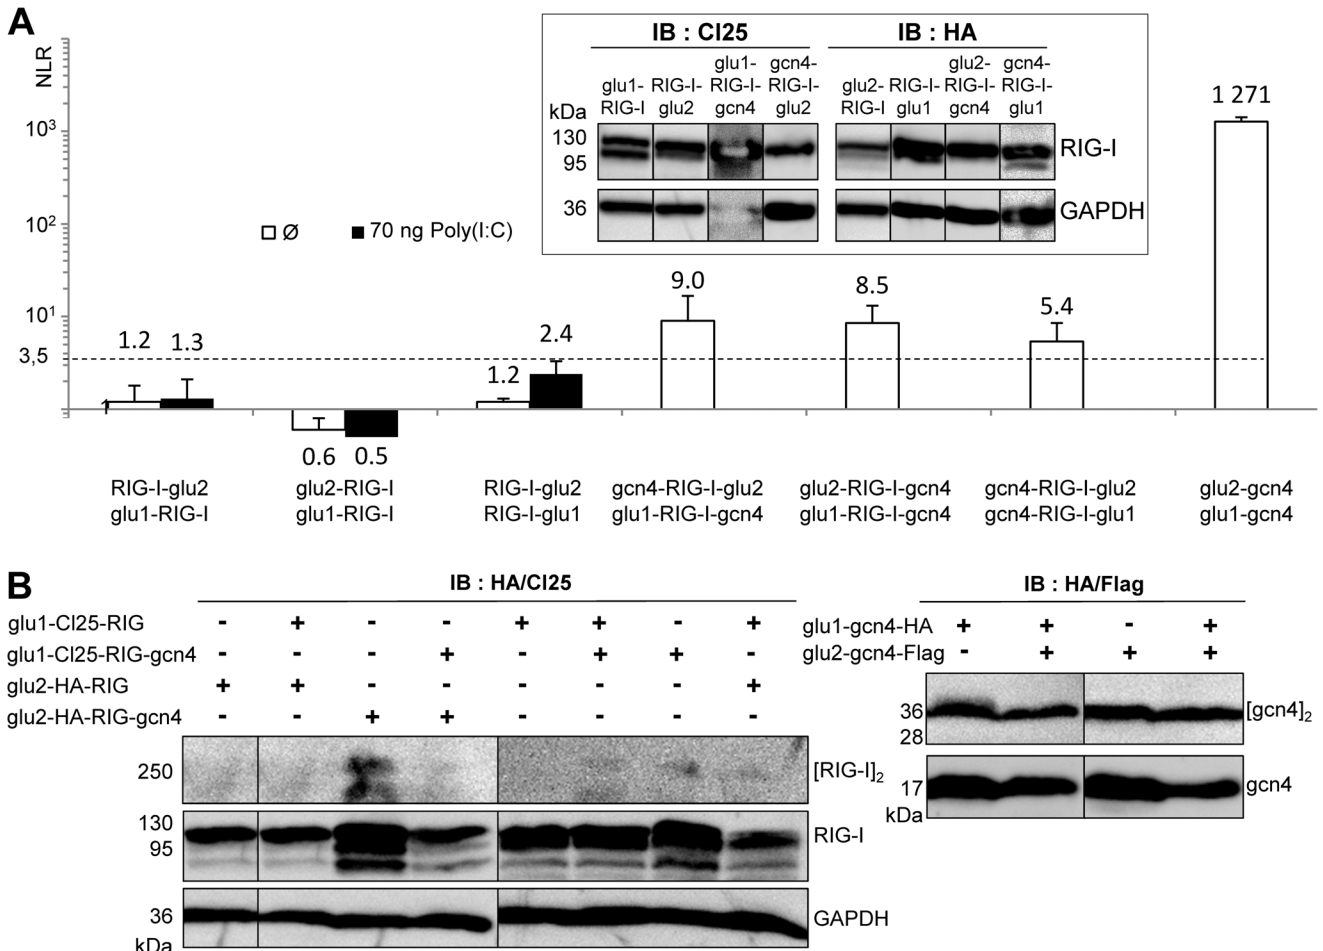 A
NLR
10³
10²
10¹
3,5
Ø
70 ng Poly(I:C)
IB : Cl25
IB : HA
glu1-
RIG-I
RIG-I-
glu2
glu1-
RIG-I-
gcn4
gcn4-
RIG-I-
glu2
glu2-
RIG-I
RIG-I-
glu1
glu2-
RIG-I-
gcn4
gcn4-
RIG-I-
glu1
kDa
130
95
RIG-I
36
GAPDH
1.2
1.3
0.6
0.5
1.2
2.4
9.0
8.5
5.4
1 271
RIG-I-glu2
glu1-RIG-I
glu2-RIG-I
glu1-RIG-I
RIG-I-glu2
RIG-I-glu1
gcn4-RIG-I-glu2
glu1-RIG-I-gcn4
glu2-RIG-I-gcn4
glu1-RIG-I-gcn4
gcn4-RIG-I-glu2
gcn4-RIG-I-glu1
glu2-gcn4
glu1-gcn4
B
IB : HA/Cl25
glu1-Cl25-RIG - + - - + + - +
glu1-Cl25-RIG-gcn4 - - - + - + + -
glu2-HA-RIG + + - - - - - +
glu2-HA-RIG-gcn4 - - + + - - - -
250
[RIG-I]₂
130
95
RIG-I
36
GAPDH
kDa
IB : HA/Flag
glu1-gcn4-HA + + - +
glu2-gcn4-Flag - + + +
36
28
[gcn4]₂
17
gcn4
kDa